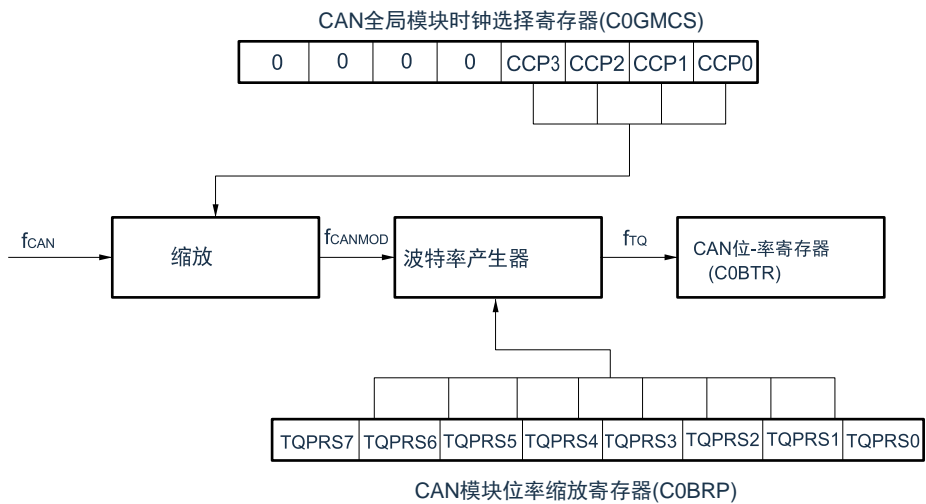 CAN全局模块时钟选择寄存器(C0GMCS)
0 0 0 0 CCP3 CCP2 CCP1 CCP0
fCAN
缩放
fCANMOD
波特率产生器
fTQ
CAN位-率寄存器
(C0BTR)
TQPRS7 TQPRS6 TQPRS5 TQPRS4 TQPRS3 TQPRS2 TQPRS1 TQPRS0
CAN模块位率缩放寄存器(C0BRP)